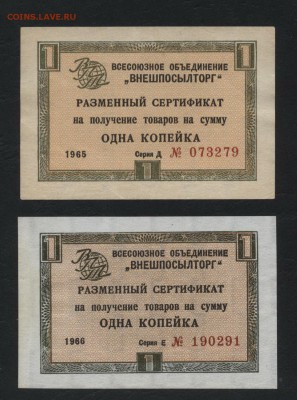 coins.lave.ru
1
ВСЕСОЮЗНОЕ ОБЪЕДИНЕНИЕ
„ВНЕШПОСЫЛТОРГ"
РАЗМЕННЫЙ СЕРТИФИКАТ
на получение товаров на сумму
ОДНА КОПЕЙКА
1965 Серия Д № 073279
1
1 1
ВСЕСОЮЗНОЕ ОБЪЕДИНЕНИЕ
„ВНЕШПОСЫЛТОРГ"
РАЗМЕННЫЙ СЕРТИФИКАТ
на получение товаров на сумму
ОДНА КОПЕЙКА
1966 Серия Е № 190291
1